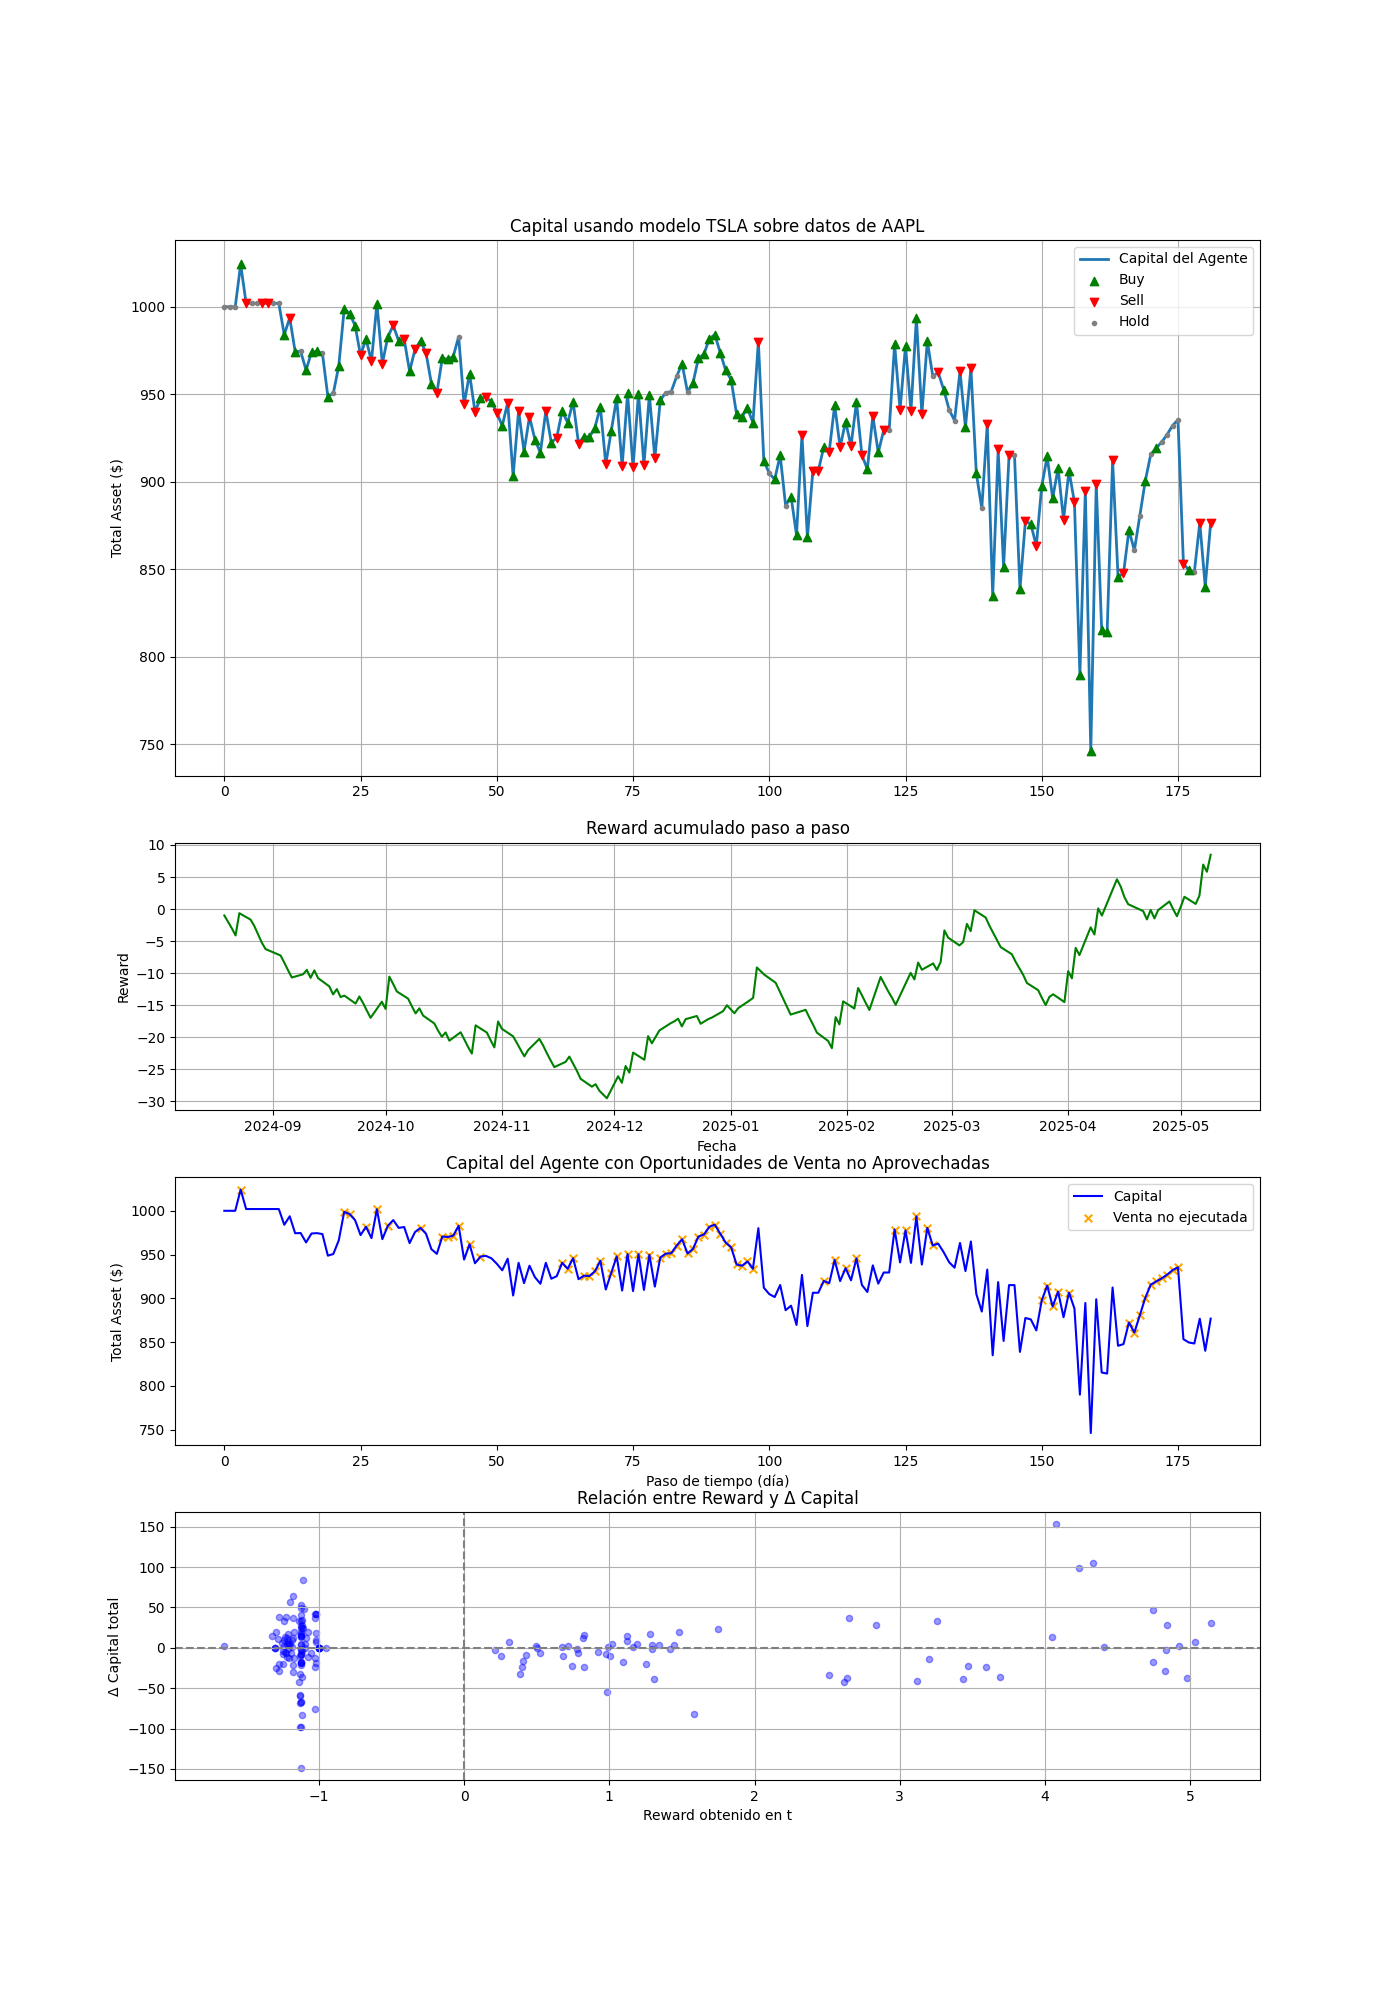 Capital usando modelo TSLA sobre datos de AAPL
Total Asset ($)
1000
950
900
850
800
750
Capital del Agente
Buy
Sell
Hold
0 25 50 75 100 125 150 175
Reward acumulado paso a paso
Reward
10
5
0
−5
−10
−15
−20
−25
−30
2024-09 2024-10 2024-11 2024-12 2025-01 2025-02 2025-03 2025-04 2025-05
Fecha
Capital del Agente con Oportunidades de Venta no Aprovechadas
Total Asset ($)
1000
950
900
850
800
750
Capital
Venta no ejecutada
0 25 50 75 100 125 150 175
Paso de tiempo (día)
Relación entre Reward y Δ Capital
Δ Capital total
150
100
50
0
−50
−100
−150
−1 0 1 2 3 4 5
Reward obtenido en t